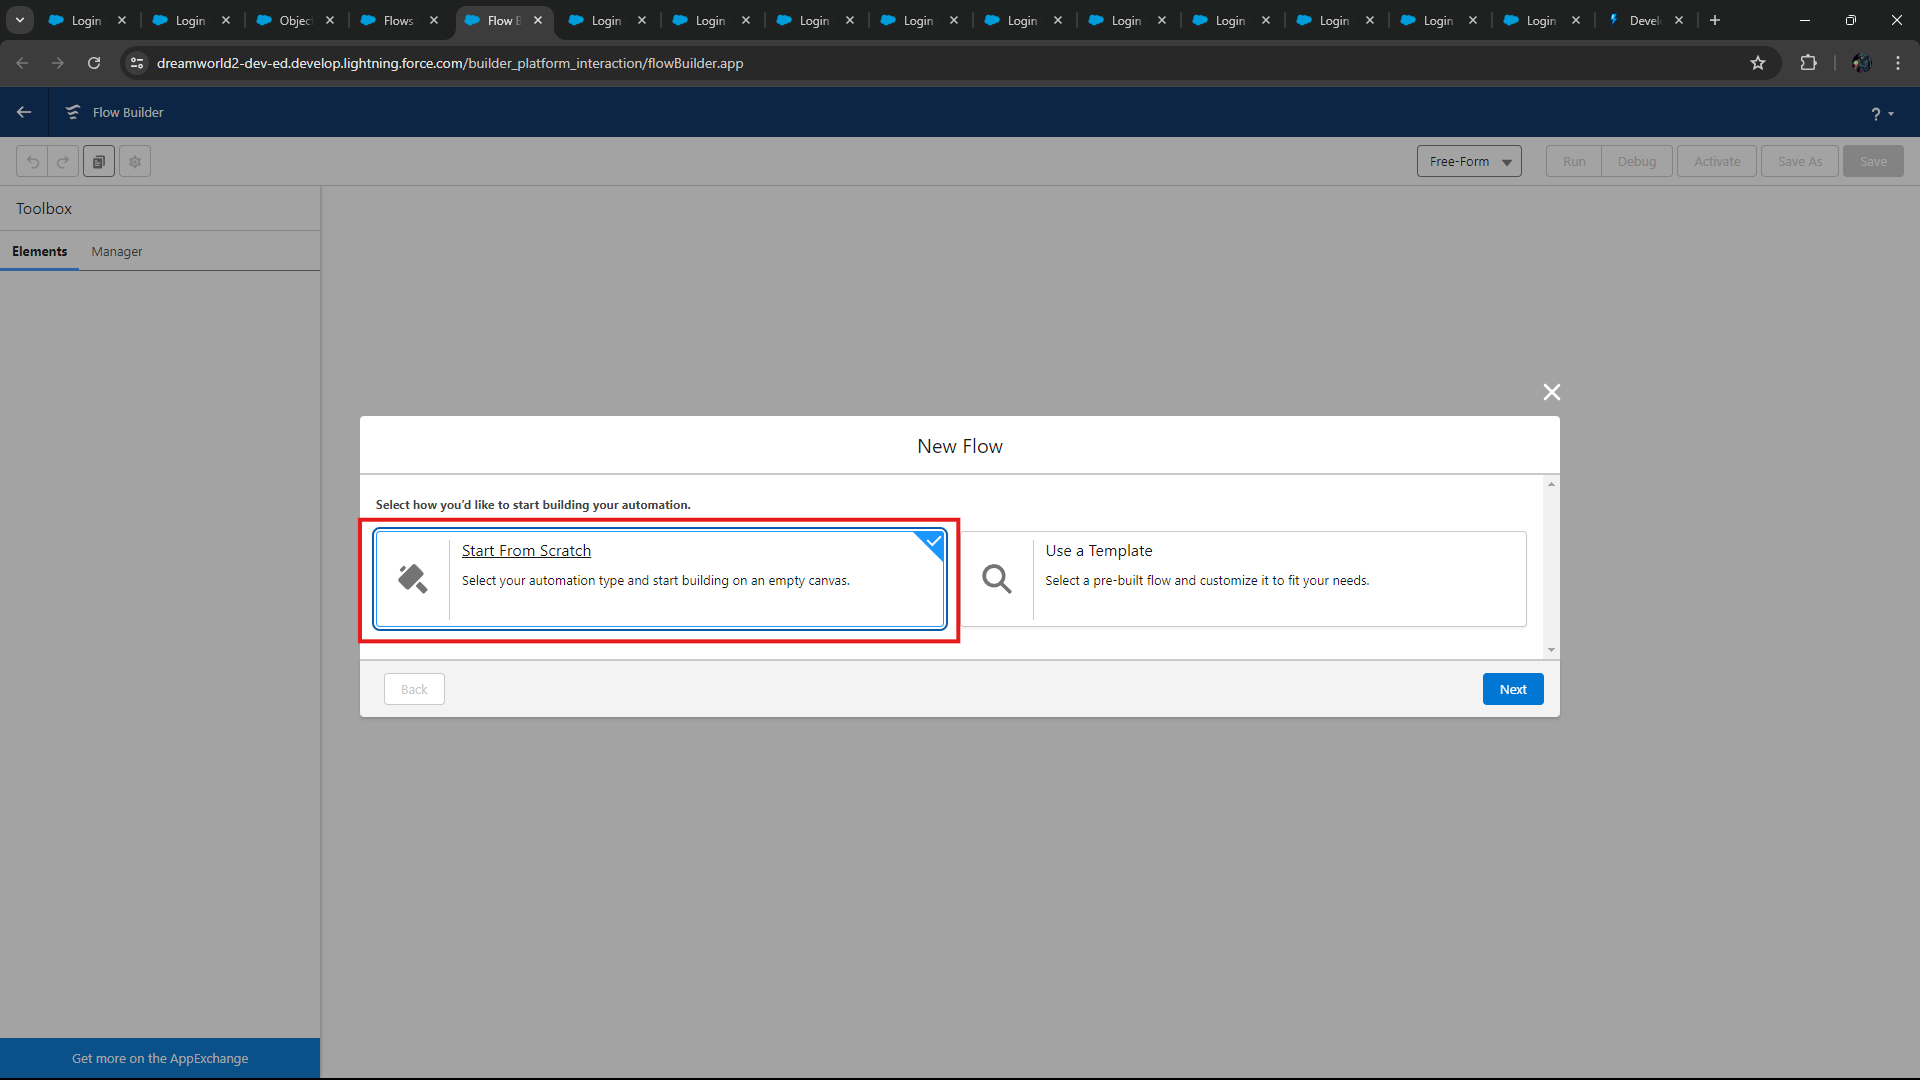 Login
Login
Object
Flows
Flow B
Login
Login
Login
Login
Login
Login
Login
Login
Login
Login
Devel
dreamworld2-dev-ed.develop.lightning.force.com/builder_platform_interaction/flowBuilder.app
Flow Builder
?
Free-Form
Run
Debug
Activate
Save As
Save
Toolbox
Elements
Manager
New Flow
Select how you'd like to start building your automation.
Start From Scratch
Select your automation type and start building on an empty canvas.
Use a Template
Select a pre-built flow and customize it to fit your needs.
Back
Next
Get more on the AppExchange